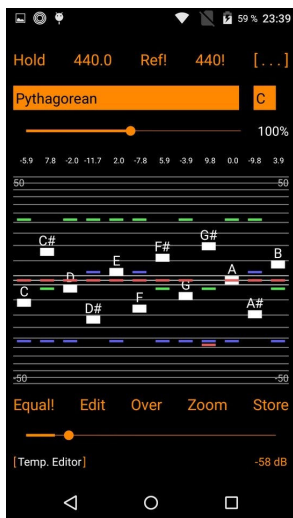 59 % 23:39
Hold 440.0 Ref! 440! [...]
Pythagorean C
100%
-5.9 7.8 -2.0 -11.7 2.0 -7.8 5.9 -3.9 9.8 0.0 -9.8 3.9
50 50
C# G#
E F# B
C D G A
D# F A#
-50 -50
Equal! Edit Over Zoom Store
[Temp. Editor] -58 dB